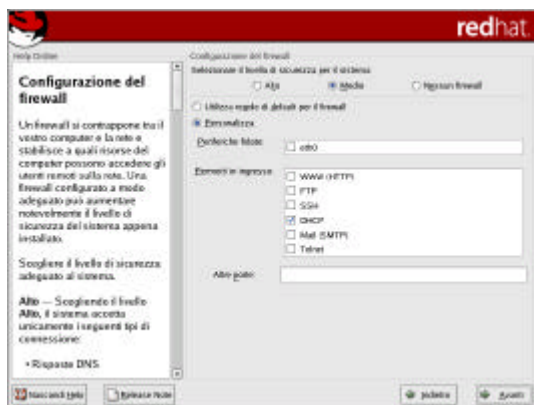 redhat.
Help Online
Configurazione del
firewall
Un firewall si contrappone tra il
vostro computer e la rete e
stabilisce a quali risorse del
computer possono accedere gli
utenti remoti sulla rete. Una
firewall configurato a modo
adeguato può aumentare
notevolmente il livello di
sicurezza del sistema appena
installato.
Scegliere il livello di sicurezza
adeguato al sistema.
Alto — Scegliendo il livello
Alto, il sistema accetta
unicamente i seguenti tipi di
connessione:
• Risposte DNS
Configurazione del firewall
Selezionare il livello di sicurezza per il sistema
Alto Medio Nessun firewall
Utilizza regole di default per il firewall
Personalizza
Periferiche fidate
eth0
Elementi in ingresso
WWW (HTTP)
FTP
SSH
DHCP
Mail (SMTP)
Telnet
Altre porte:
Nascondi Help
Release Note
Indietro
Avanti